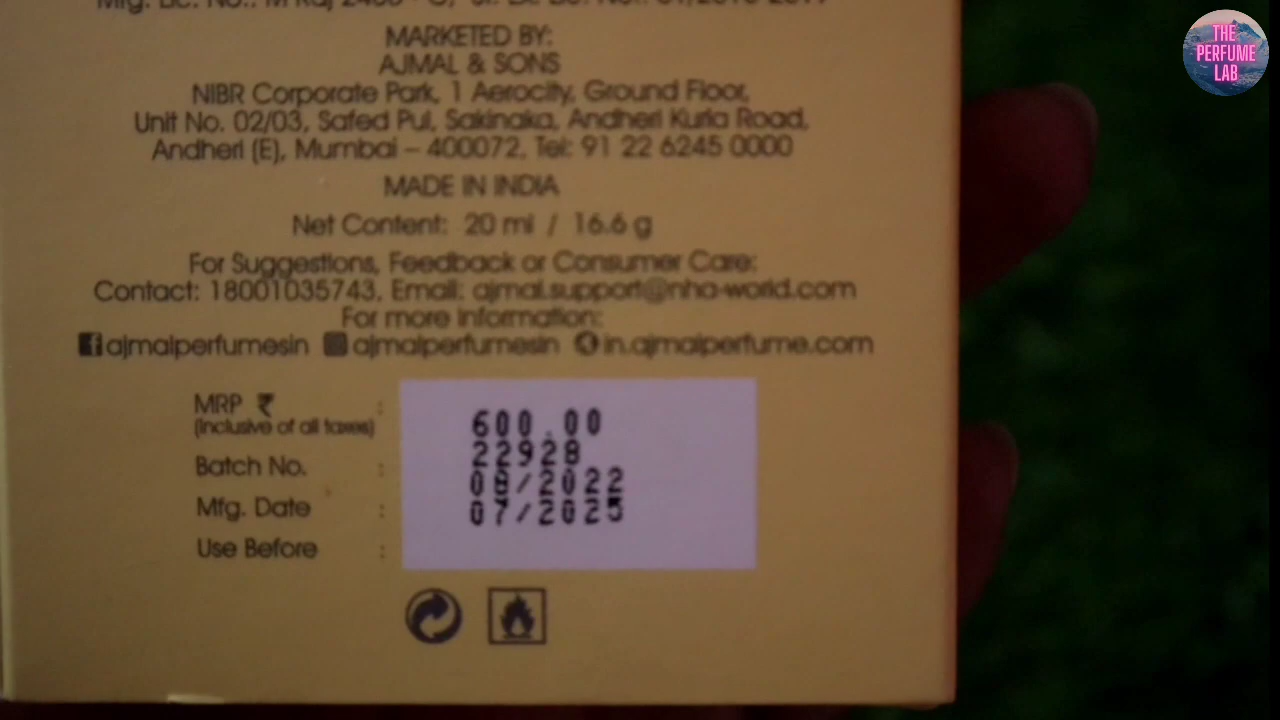 THE
PERFUME
LAB
MARKETED BY:
AJMAL & SONS
NIBR Corporate Park, 1 Aerocity, Ground Floor,
Unit No. 02/03, Safed Pul, Sakinaka, Andheri Kurla Road,
Andheri (E), Mumbai – 400072, Tel: 91 22 6245 0000
MADE IN INDIA
Net Content: 20 ml / 16.6 g
For Suggestions, Feedback or Consumer Care:
Contact: 18001035743, Email: ajmal.support@nha-world.com
For more information:
ajmalperfumesin ajmalperfumesin in.ajmalperfume.com
MRP ₹ : 600.00
(Inclusive of all taxes)
Batch No. : 22928
Mfg. Date : 08/2022
Use Before : 07/2025